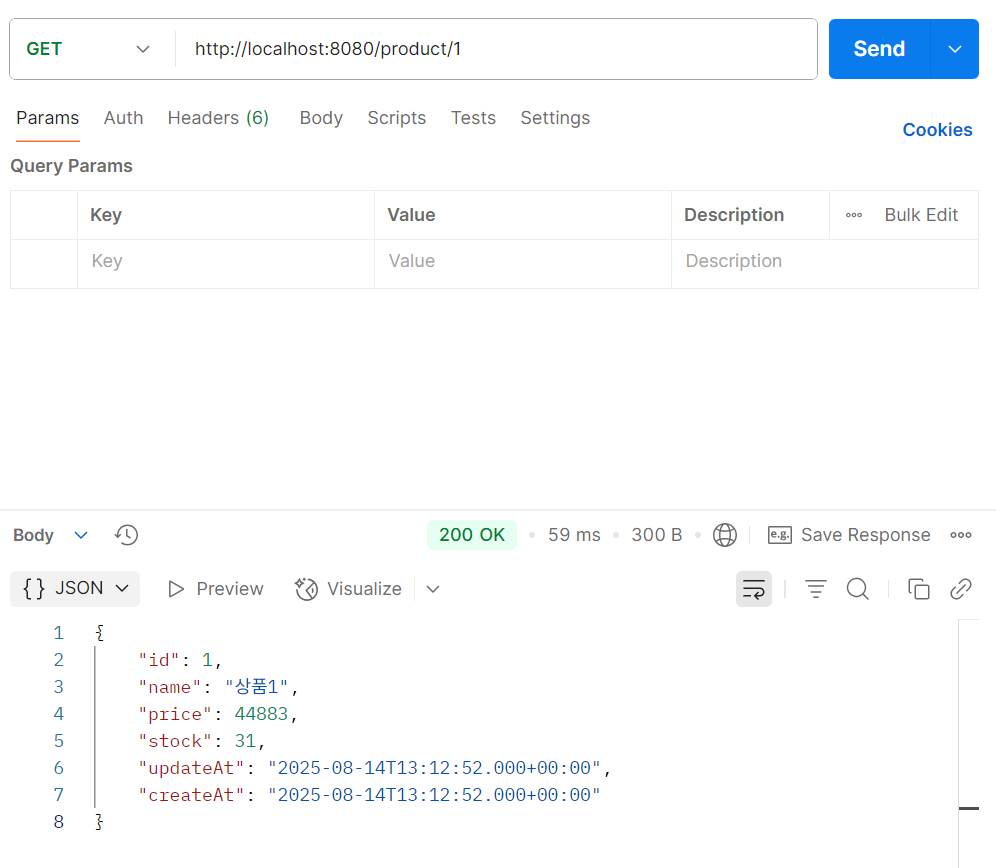 GET http://localhost:8080/product/1 Send
Params Auth Headers (6) Body Scripts Tests Settings Cookies
Query Params
Key Value Description Bulk Edit
Key Value Description
Body 200 OK 59 ms 300 B e.g. Save Response
{} JSON Preview Visualize
1 {
2 "id": 1,
3 "name": "상품1",
4 "price": 44883,
5 "stock": 31,
6 "updateAt": "2025-08-14T13:12:52.000+00:00",
7 "createAt": "2025-08-14T13:12:52.000+00:00"
8 }